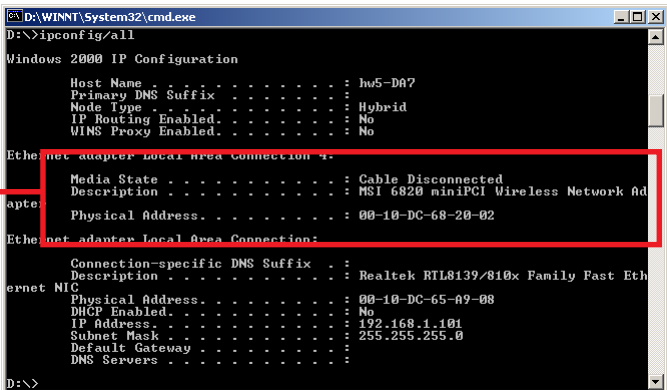 D:\WINNT\System32\cmd.exe
D:\>ipconfig/all
Windows 2000 IP Configuration
Host Name . . . . . . . . . . . . : hw5-DA7
Primary DNS Suffix  . . . . . . . :
Node Type . . . . . . . . . . . . : Hybrid
IP Routing Enabled. . . . . . . . : No
WINS Proxy Enabled. . . . . . . . : No
Ethernet adapter Local Area Connection 4:
Media State . . . . . . . . . . . : Cable Disconnected
Description . . . . . . . . . . . : MSI 6820 miniPCI Wireless Network Ad
apter
Physical Address. . . . . . . . . : 00-10-DC-68-20-02
Ethernet adapter Local Area Connection:
Connection-specific DNS Suffix  . :
Description . . . . . . . . . . . : Realtek RTL8139/810x Family Fast Eth
ernet NIC
Physical Address. . . . . . . . . : 00-10-DC-65-A9-08
DHCP Enabled. . . . . . . . . . . : No
IP Address. . . . . . . . . . . . : 192.168.1.101
Subnet Mask . . . . . . . . . . . : 255.255.255.0
Default Gateway . . . . . . . . . :
DNS Servers . . . . . . . . . . . :
D:\>